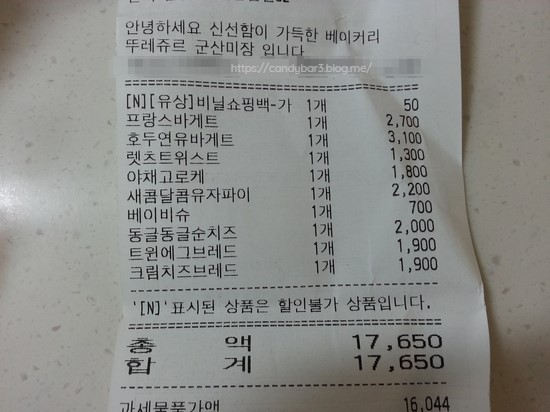 안녕하세요 신선함이 가득한 베이커리
뚜레쥬르 군산미장 입니다
https://candybar3.blog.me/
[N][유상]비닐쇼핑백-가 1개 50
프랑스바게트 1개 2,700
호두연유바게트 1개 3,100
렛츠트위스트 1개 1,300
야채고로케 1개 1,800
새콤달콤유자파이 1개 2,200
베이비슈 1개 700
동글동글순치즈 1개 2,000
트윈에그브레드 1개 1,900
크림치즈브레드 1개 1,900
'[N]'표시된 상품은 할인불가 상품입니다.
총 액 17,650
합 계 17,650
과세물품가액 16,044